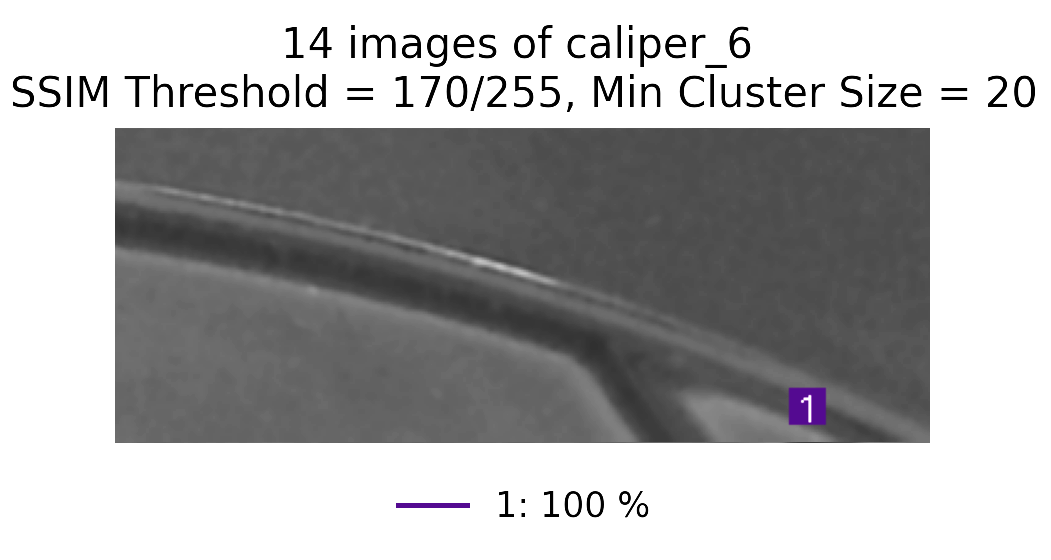 14 images of caliper_6
SSIM Threshold = 170/255, Min Cluster Size = 20
1
1: 100 %